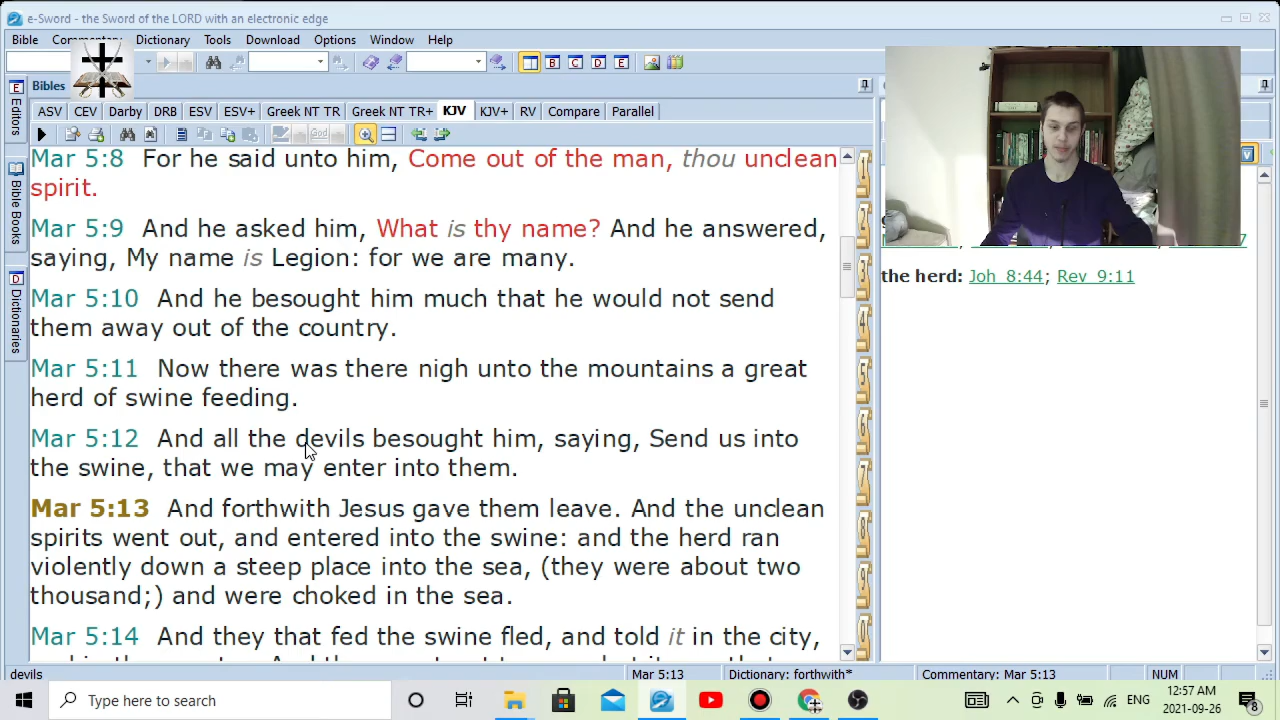 e-Sword - the Sword of the LORD with an electronic edge
Bible Commentary Dictionary Tools Download Options Window Help
Bibles
ASV CEV Darby DRB ESV ESV+ Greek NT TR Greek NT TR+ KJV KJV+ RV Compare Parallel
Editors
Bible Books
Dictionaries
Mar 5:8 For he said unto him, Come out of the man, thou unclean
spirit.
Mar 5:9 And he asked him, What is thy name? And he answered,
saying, My name is Legion: for we are many.
Mar 5:10 And he besought him much that he would not send
them away out of the country.
Mar 5:11 Now there was there nigh unto the mountains a great
herd of swine feeding.
Mar 5:12 And all the devils besought him, saying, Send us into
the swine, that we may enter into them.
Mar 5:13 And forthwith Jesus gave them leave. And the unclean
spirits went out, and entered into the swine: and the herd ran
violently down a steep place into the sea, (they were about two
thousand;) and were choked in the sea.
Mar 5:14 And they that fed the swine fled, and told it in the city,
the herd: Joh 8:44; Rev 9:11
devils Mar 5:13 Dictionary: forthwith* Commentary: Mar 5:13 NUM
Type here to search
ENG
12:57 AM
2021-09-26
8